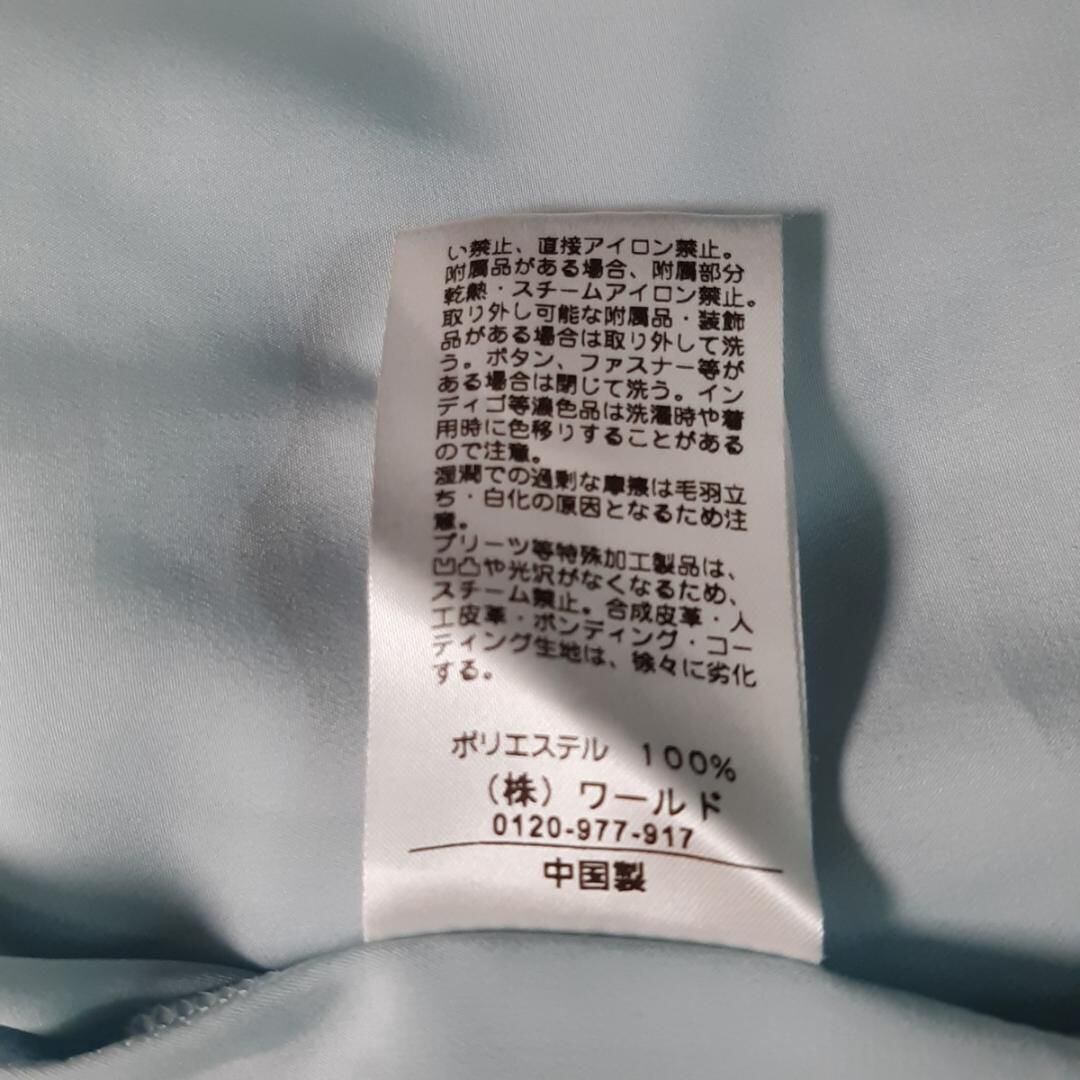 い禁止、直接アイロン禁止。
附属品がある場合、附属部分
乾熱・スチームアイロン禁止。
取り外し可能な附属品・装飾
品がある場合は取り外して洗
う。ボタン、ファスナー等が
ある場合は閉じて洗う。イン
ディゴ等濃色品は洗濯時や着
用時に色移りすることがある
ので注意。
湿潤での過剰な摩擦は毛羽立
ち・白化の原因となるため注
意。
プリーツ等特殊加工製品は、
凹凸や光沢がなくなるため、
スチーム禁止。合成皮革・人
工皮革・ボンディング・コー
ティング生地は、徐々に劣化
する。
ポリエステル 100%
(株)ワールド
0120-977-917
中国製